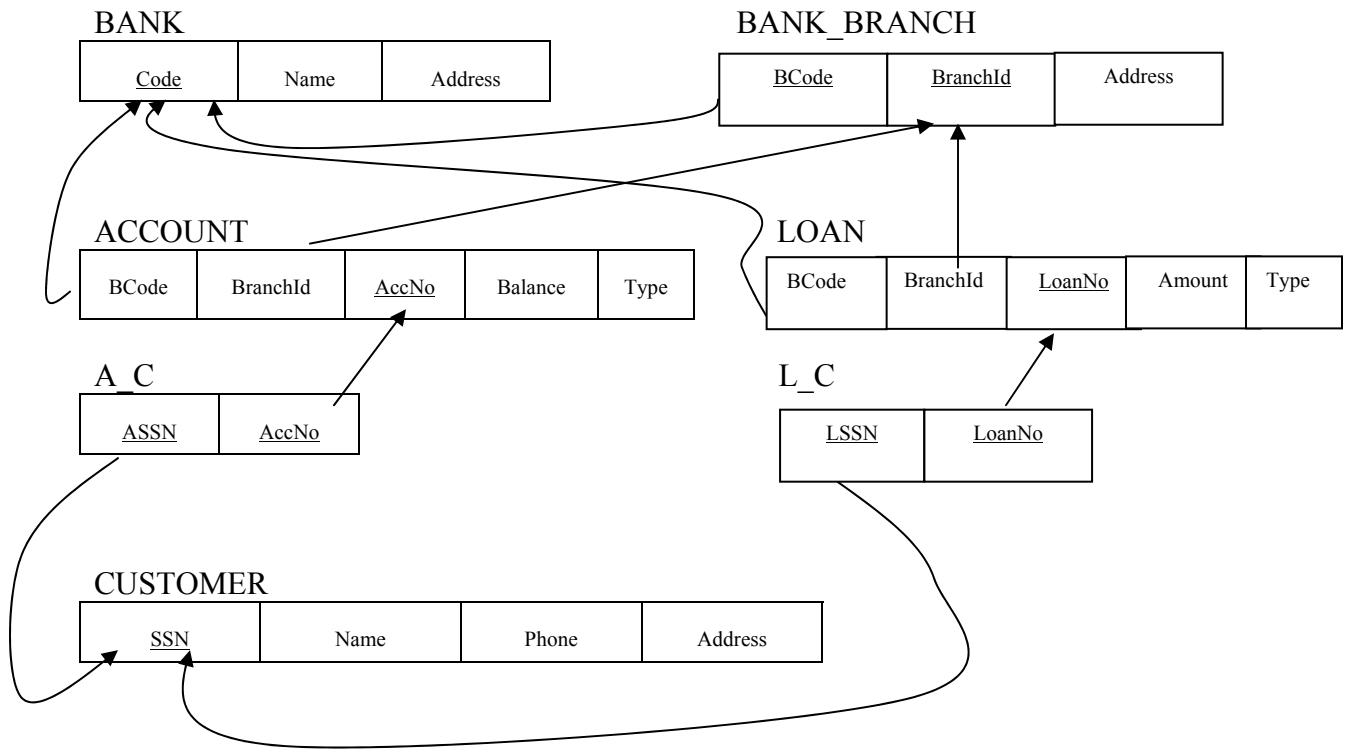 BANK
Code Name Address
BANK_BRANCH
BCode BranchId Address
ACCOUNT
BCode BranchId AccNo Balance Type
LOAN
BCode BranchId LoanNo Amount Type
A_C
ASSN AccNo
L_C
LSSN LoanNo
CUSTOMER
SSN Name Phone Address